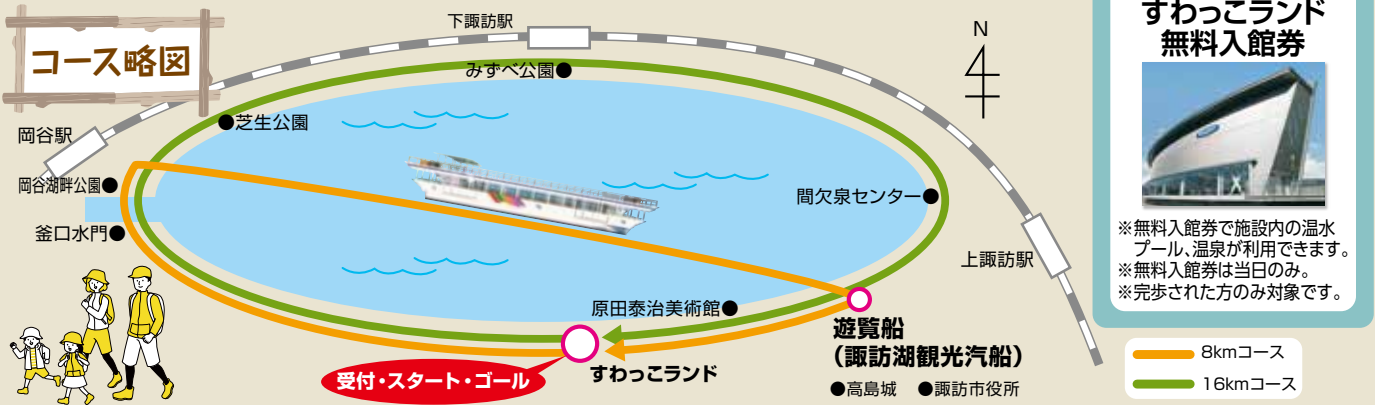 コース略図
下諏訪駅
みずべ公園●
N
岡谷駅
●芝生公園
岡谷湖畔公園●
釜口水門●
間欠泉センター●
上諏訪駅
原田泰治美術館●
遊覧船
（諏訪湖観光汽船）
受付・スタート・ゴール
すわっこランド
●高島城 ●諏訪市役所
すわっこランド
無料入館券
※無料入館券で施設内の温水
プール、温泉が利用できます。
※無料入館券は当日のみ。
※完歩された方のみ対象です。
8kmコース
16kmコース